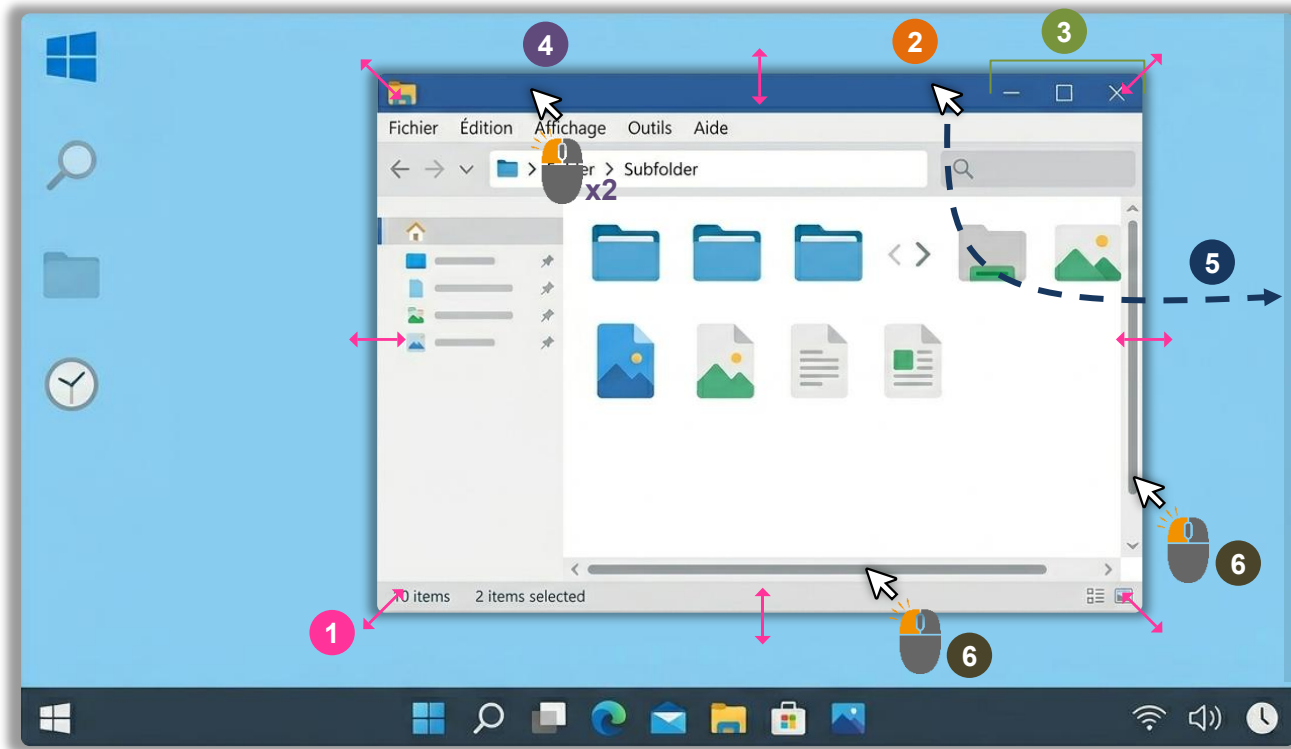 4
2
3
Fichier Édition Affichage Outils Aide
> er > Subfolder
x2
5
6
10 items 2 items selected
1
6